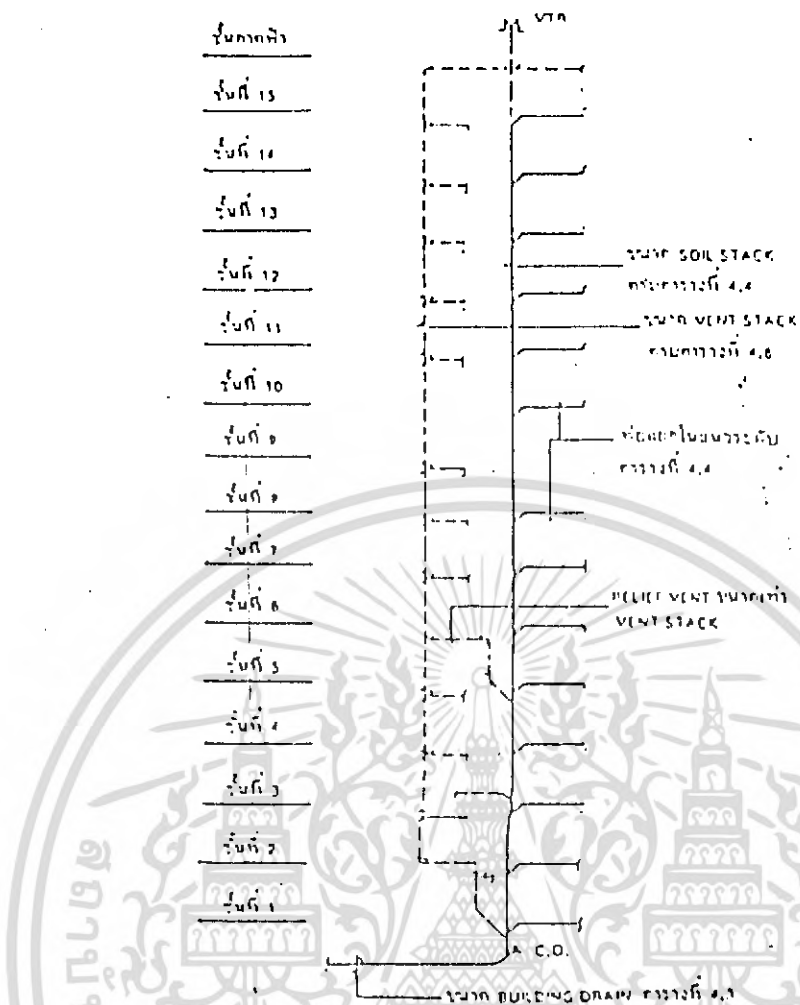 VTR
ชั้นดาดฟ้า
ชั้นที่ 15
ชั้นที่ 14
ชั้นที่ 13
ชั้นที่ 12
ชั้นที่ 11
ชั้นที่ 10
ชั้นที่ 9
ชั้นที่ 8
ชั้นที่ 7
ชั้นที่ 6
ชั้นที่ 5
ชั้นที่ 4
ชั้นที่ 3
ชั้นที่ 2
ชั้นที่ 1
ขนาด SOIL STACK
ตามตารางที่ 4.4
ขนาด VENT STACK
ตามตารางที่ 4.8
ท่อแยกในแนวระดับ
ตารางที่ 4.4
RELIEF VENT ขนาดเท่า
VENT STACK
C.O.
ขนาด BUILDING DRAIN ตารางที่ 4.3